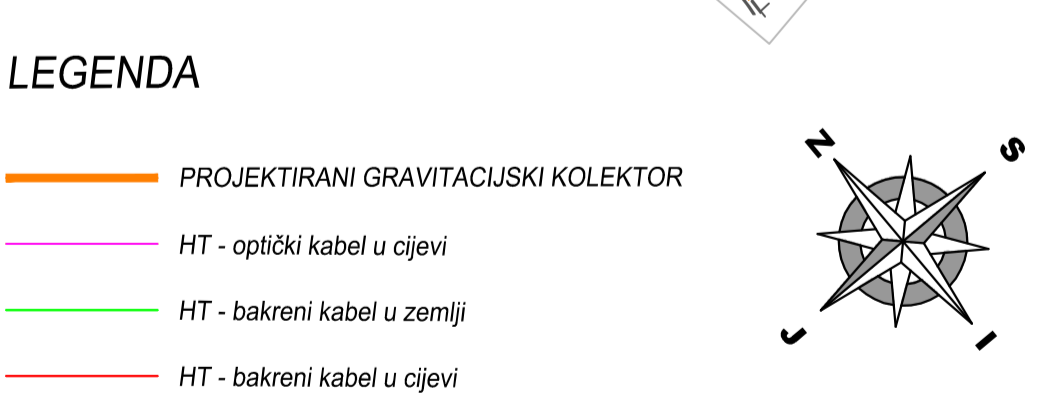 LEGENDA
PROJEKTIRANI GRAVITACIJSKI KOLEKTOR
HT - optički kabel u cijevi
HT - bakreni kabel u zemlji
HT - bakreni kabel u cijevi
Z
S
J
I